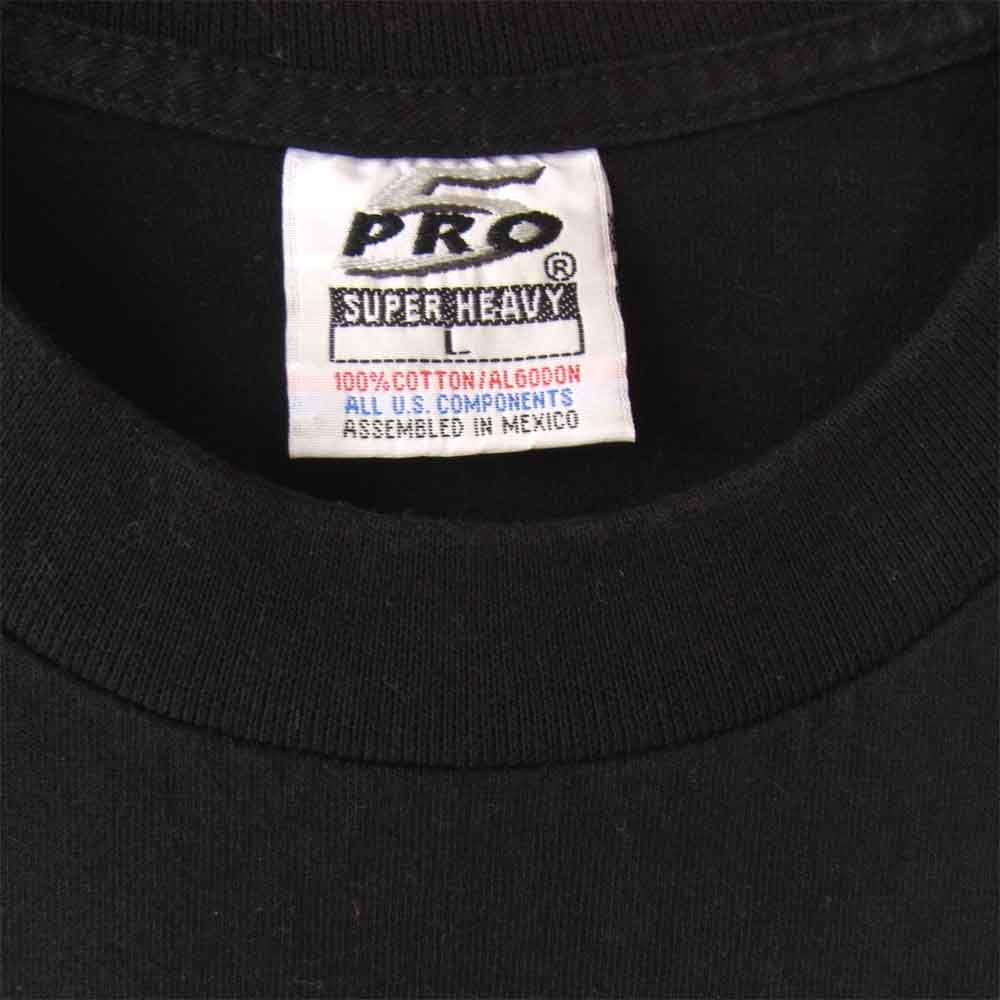 5
PRO
®
SUPER HEAVY
L
100% COTTON/ALGODON
ALL U.S. COMPONENTS
ASSEMBLED IN MEXICO